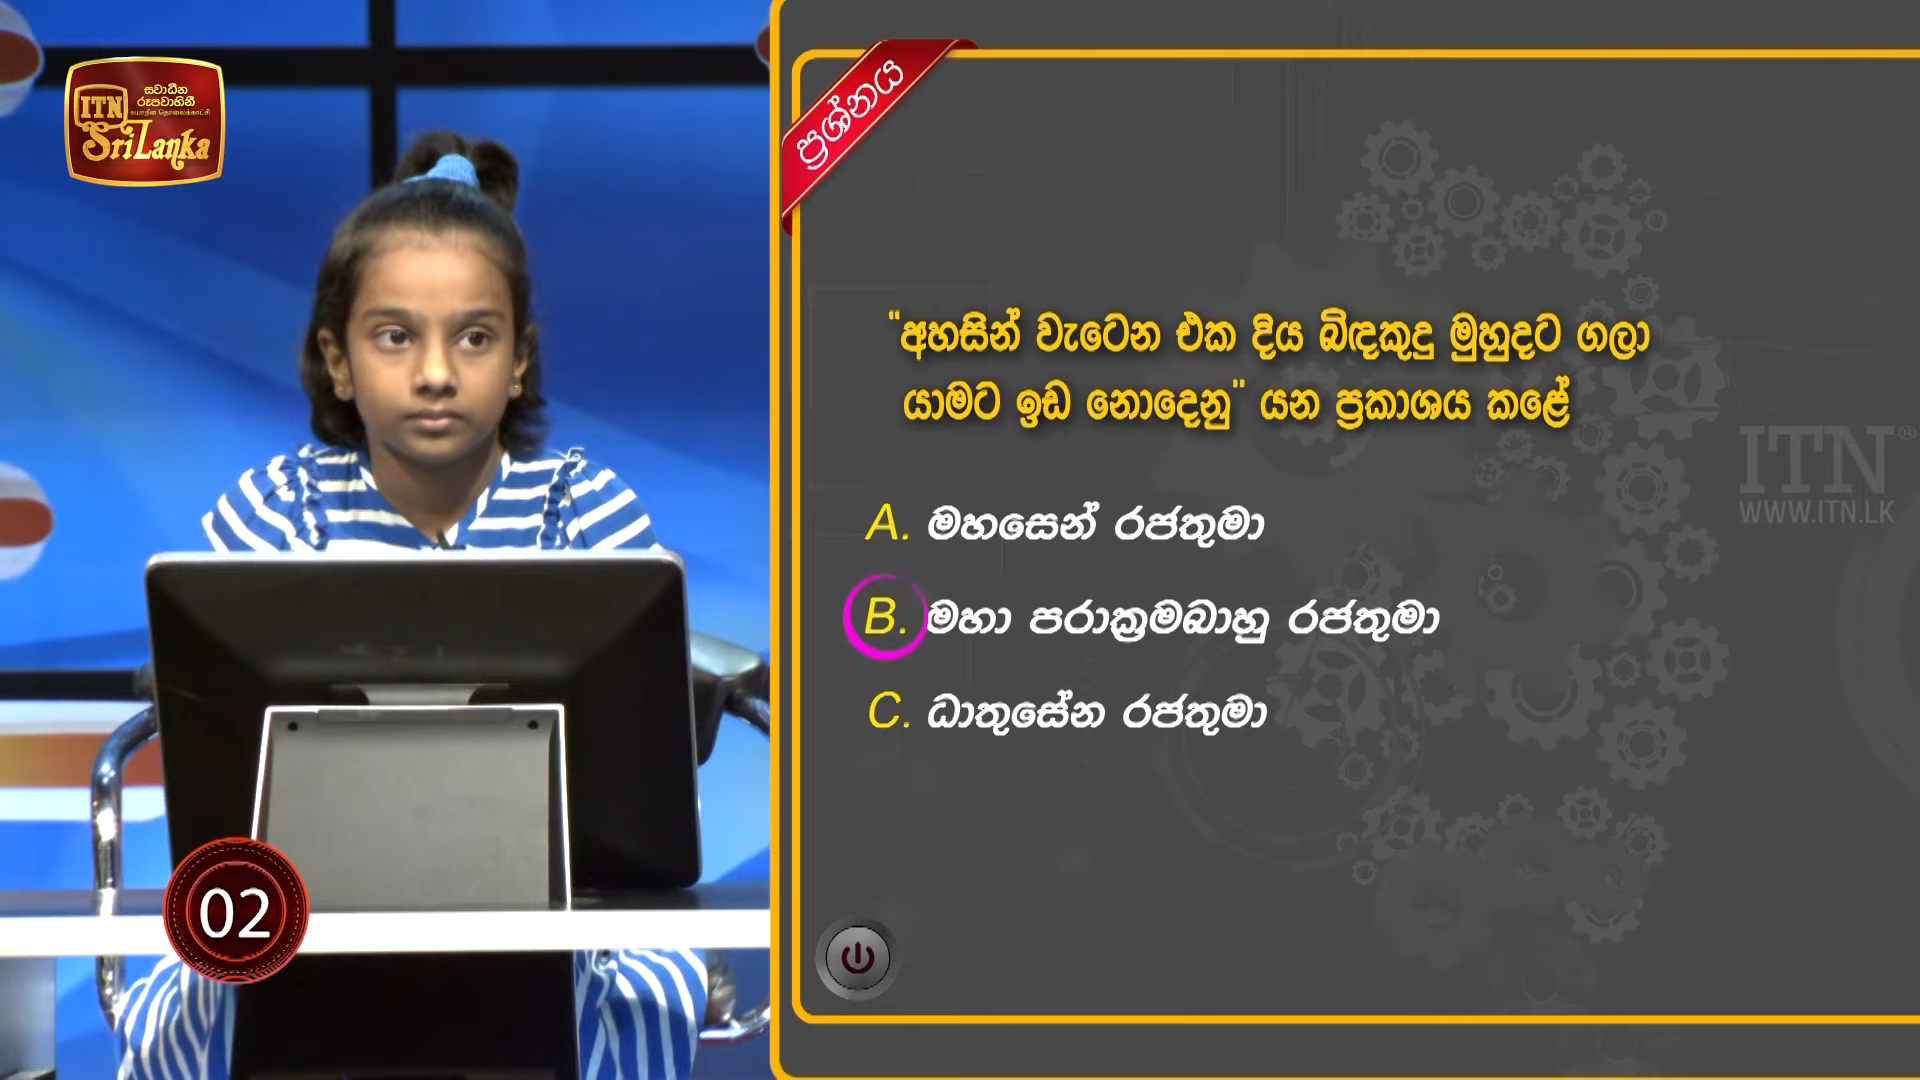 ITN
සවාධීන
රූපවාහිනී
சுயாதீன தொலைக்காட்சி
Sri Lanka
ප්‍රශ්නය
"අහසින් වැටෙන එක දිය බිඳකුදු මුහුදට ගලා
යාමට ඉඩ නොදෙනු" යන ප්‍රකාශය කළේ
A. මහසෙන් රජතුමා
B. මහා පරාක්‍රමබාහු රජතුමා
C. ධාතුසේන රජතුමා
ITN®
WWW.ITN.LK
02